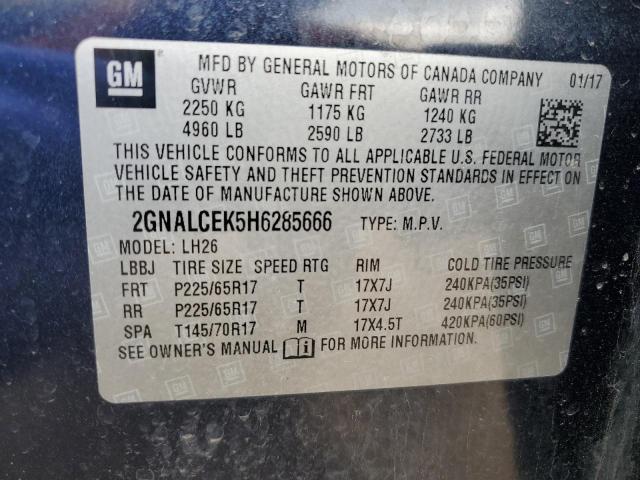 GM MFD BY GENERAL MOTORS OF CANADA COMPANY 01/17
GVWR GAWR FRT GAWR RR
2250 KG 1175 KG 1240 KG
4960 LB 2590 LB 2733 LB
THIS VEHICLE CONFORMS TO ALL APPLICABLE U.S. FEDERAL MOTOR
VEHICLE SAFETY AND THEFT PREVENTION STANDARDS IN EFFECT ON
THE DATE OF MANUFACTURE SHOWN ABOVE.
2GNALCEK5H6285666 TYPE: M.P.V.
MODEL: LH26
LBBJ TIRE SIZE SPEED RTG RIM COLD TIRE PRESSURE
FRT P225/65R17 T 17X7J 240KPA(35PSI)
RR P225/65R17 T 17X7J 240KPA(35PSI)
SPA T145/70R17 M 17X4.5T 420KPA(60PSI)
SEE OWNER'S MANUAL FOR MORE INFORMATION.